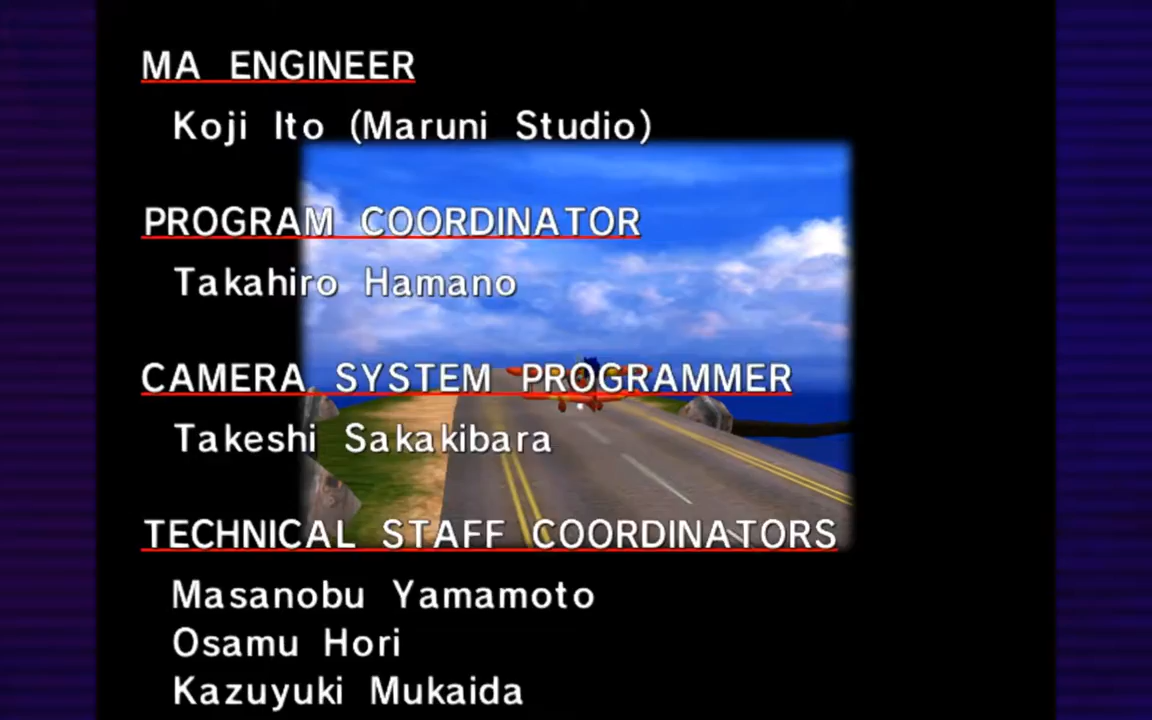 MA ENGINEER
Koji Ito (Maruni Studio)
PROGRAM COORDINATOR
Takahiro Hamano
CAMERA SYSTEM PROGRAMMER
Takeshi Sakakibara
TECHNICAL STAFF COORDINATORS
Masanobu Yamamoto
Osamu Hori
Kazuyuki Mukaida